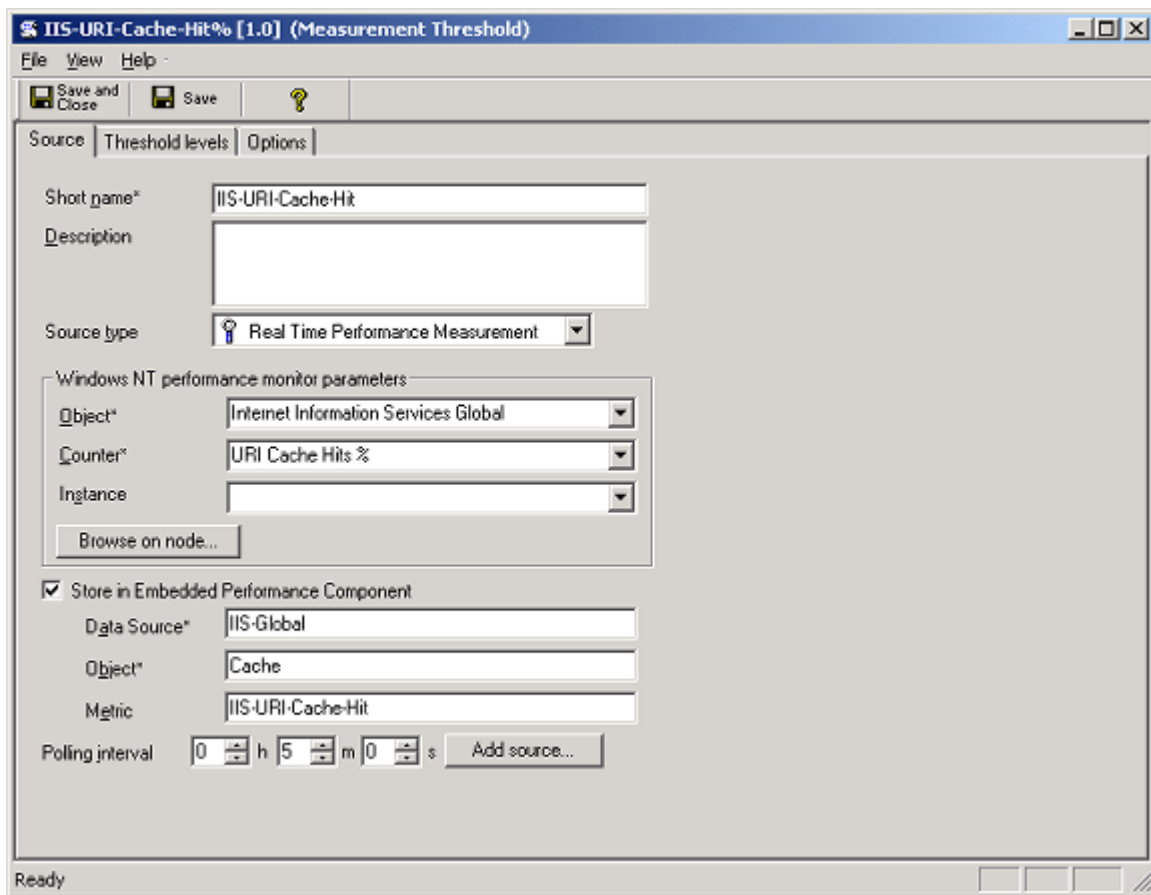 IIS-URI-Cache-Hit% [1.0] (Measurement Threshold)
File View Help
Save and Close Save
Source Threshold levels Options
Short name* IIS-URI-Cache-Hit
Description
Source type Real Time Performance Measurement
Windows NT performance monitor parameters
Object* Internet Information Services Global
Counter* URI Cache Hits %
Instance
Browse on node...
Store in Embedded Performance Component
Data Source* IIS-Global
Object* Cache
Metric IIS-URI-Cache-Hit
Polling interval 0 h 5 m 0 s Add source...
Ready